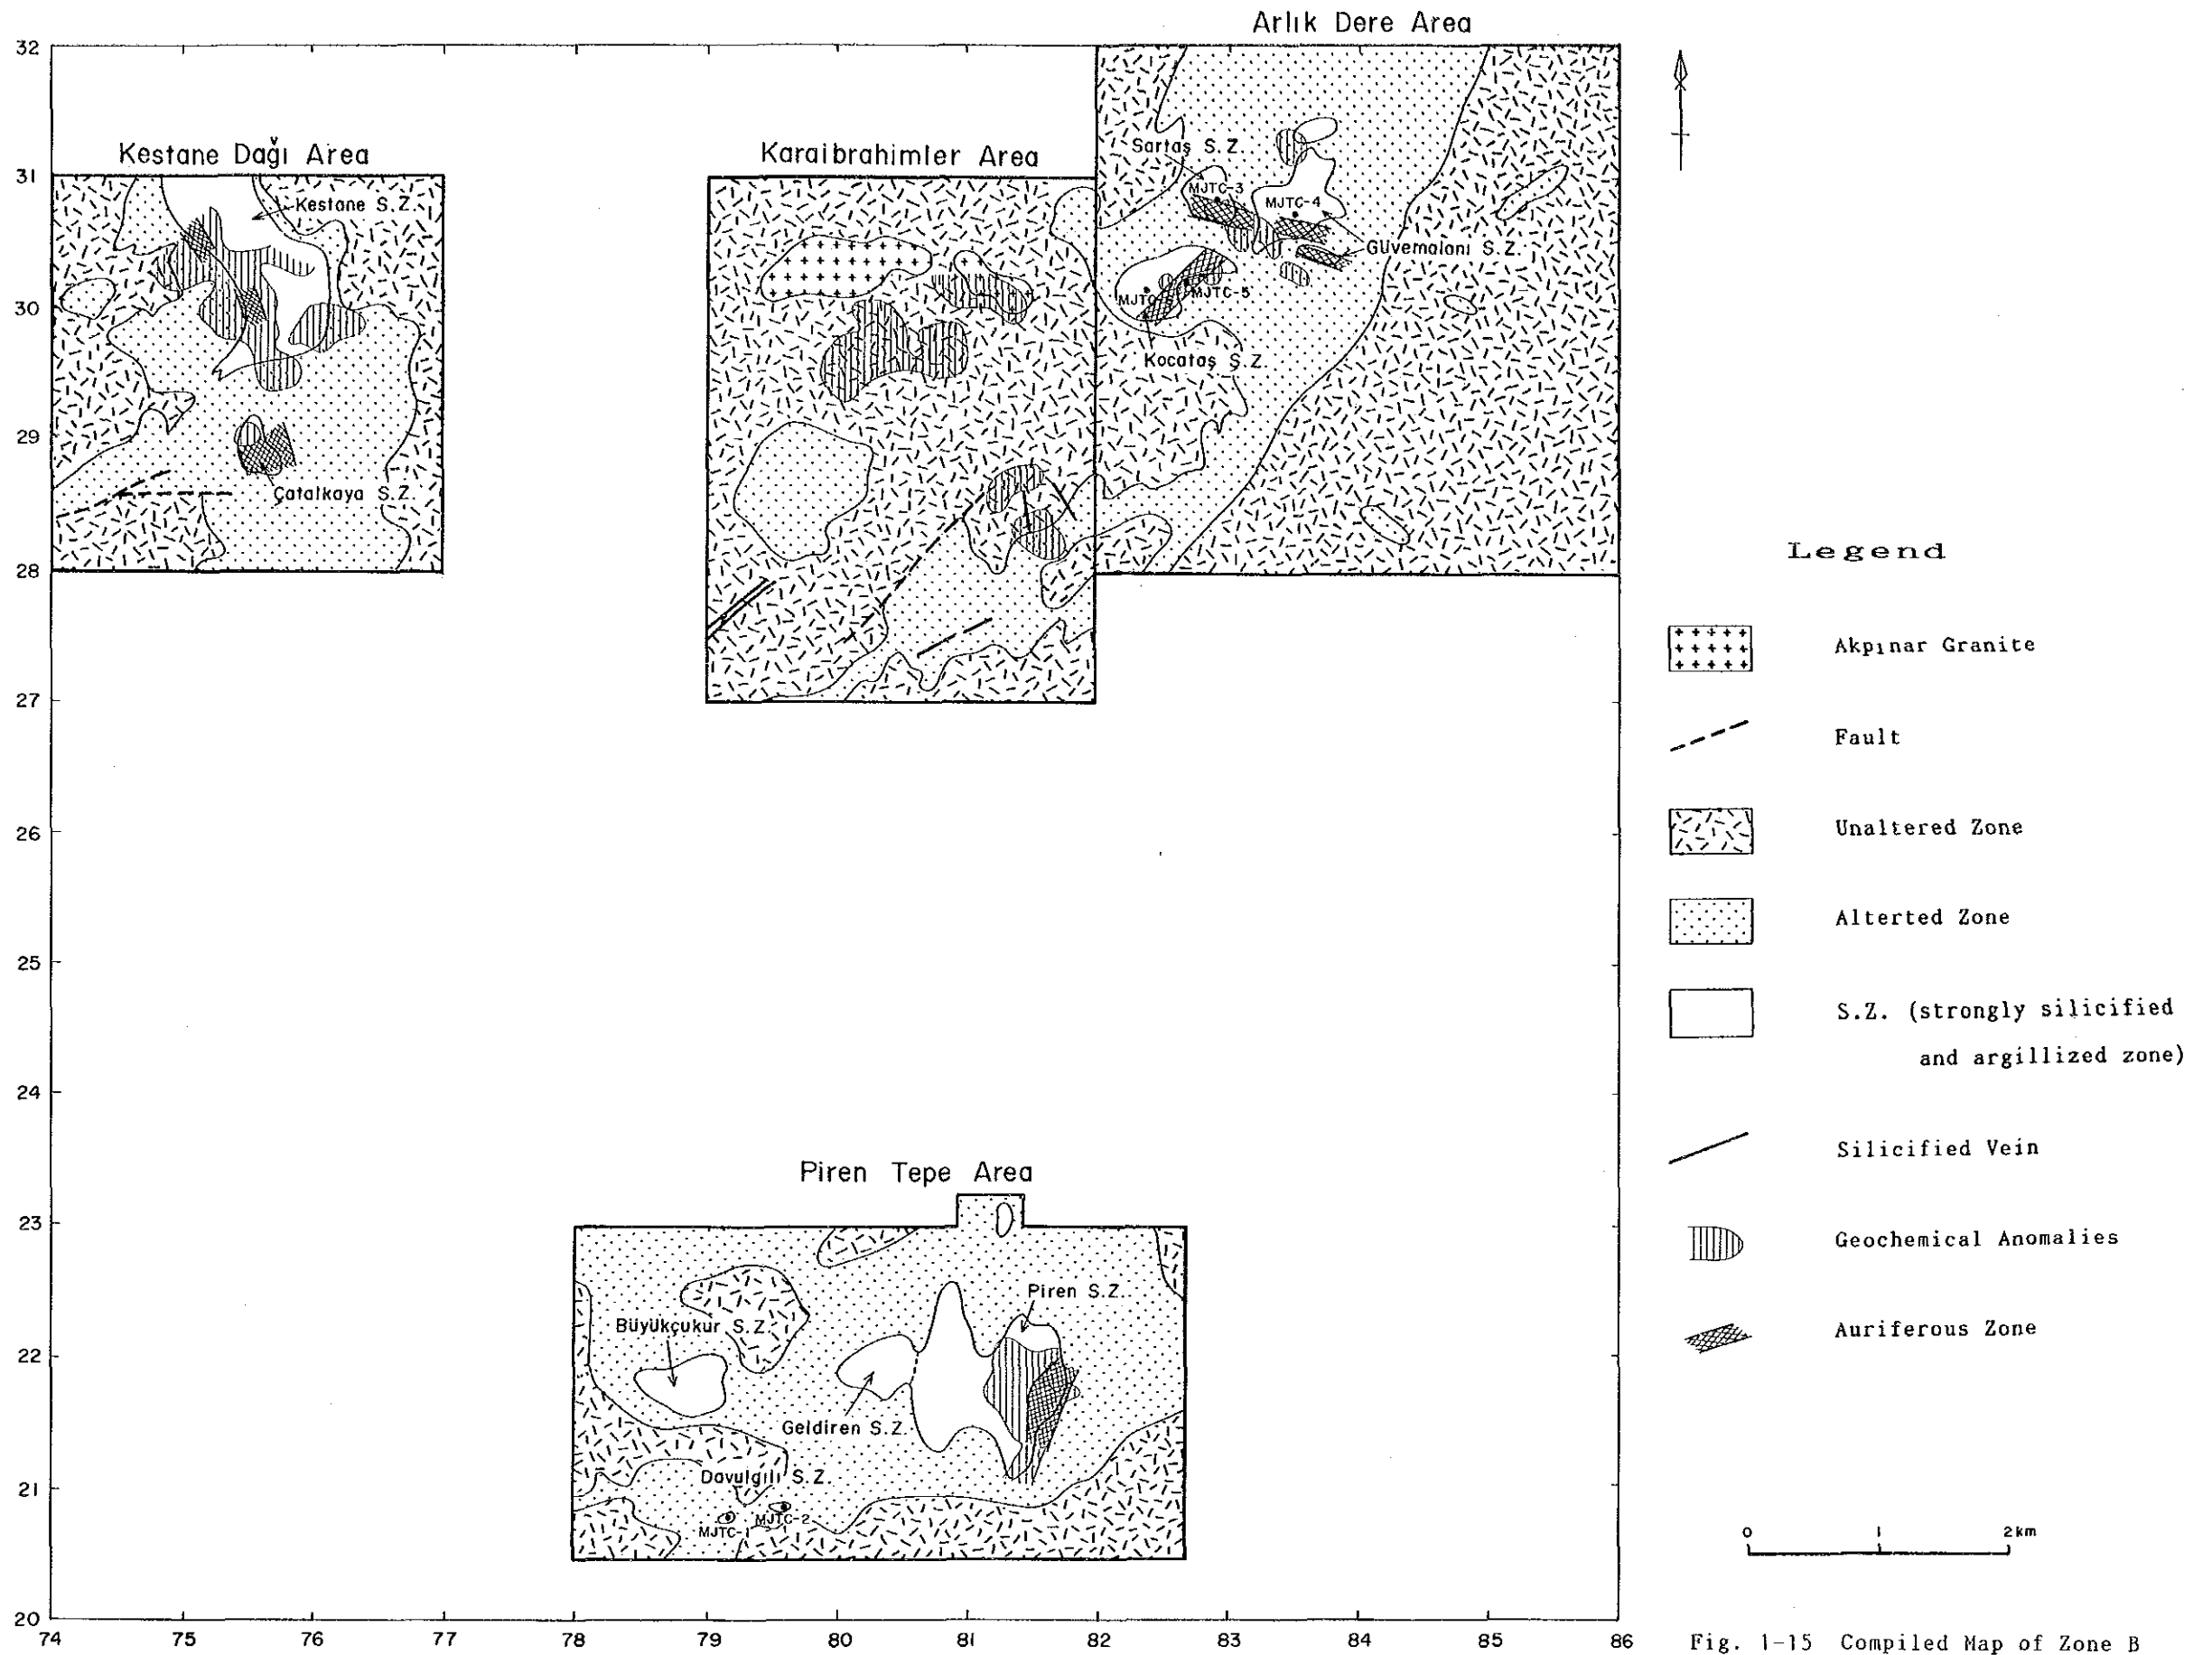 Arlık Dere Area
32
Kestane Dağı Area
Karaibrahimler Area
31
Sartaş S.Z.
MJTC-3
Kestane S.Z.
MJTC-4
Güvemalanı S.Z.
30
MJTC-5
Kocataş S.Z
29
Çatalkaya S.Z.
28
27
26
25
24
23
22
21
20
Legend
Akpınar Granite
Fault
Unaltered Zone
Alterted Zone
S.Z. (strongly silicified
and argillized zone)
Silicified Vein
Geochemical Anomalies
Auriferous Zone
Piren Tepe Area
Piren S.Z.
Büyükçukur S.Z.
Geldiren S.Z.
Davulgılı S.Z.
MJTC-1
MJTC-2
0 1 2km
74 75 76 77 78 79 80 81 82 83 84 85 86
Fig. 1-15 Compiled Map of Zone B